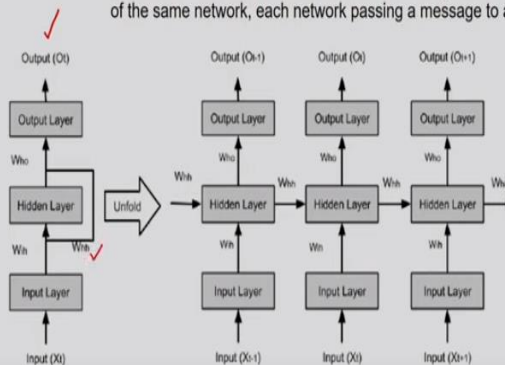 of the same network, each network passing a message to a
Output (Ot) Output (Ot-1) Output (Ot) Output (Ot+1)
Output Layer Output Layer Output Layer Output Layer
Who Who Who Who
Whh Whh Whh Wh
Hidden Layer Unfold Hidden Layer Hidden Layer Hidden Layer
Wih Whh Wih Wih Wih
Input Layer Input Layer Input Layer Input Layer
Input (Xt) Input (Xt-1) Input (Xt) Input (Xt+1)